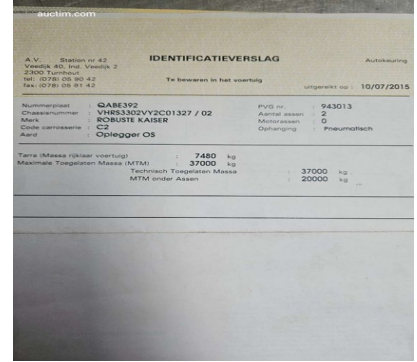 auctim.com
A.V. Station nr 42
Veedijk 40, Ind. Veedijk 2
2300 Turnhout
tel: (078) 05 90 42
fax: (078) 05 91 42
IDENTIFICATIEVERSLAG
Te bewaren in het voertuig
Autokeuring
uitgereikt op : 10/07/2015
Nummerplaat : QABE392
Chassisnummer : VHRS3302VY2C01327 / 02
Merk : ROBUSTE KAISER
Code carrosserie : C2
Aard : Oplegger OS
PVG nr. : 943013
Aantal assen : 2
Motorassen : 0
Ophanging : Pneumatisch
Tarra (Massa rijklaar voertuig) : 7480 kg
Maximale Toegelaten Massa (MTM) : 37000 kg
Technisch Toegelaten Massa : 37000 kg
MTM onder Assen : 20000 kg